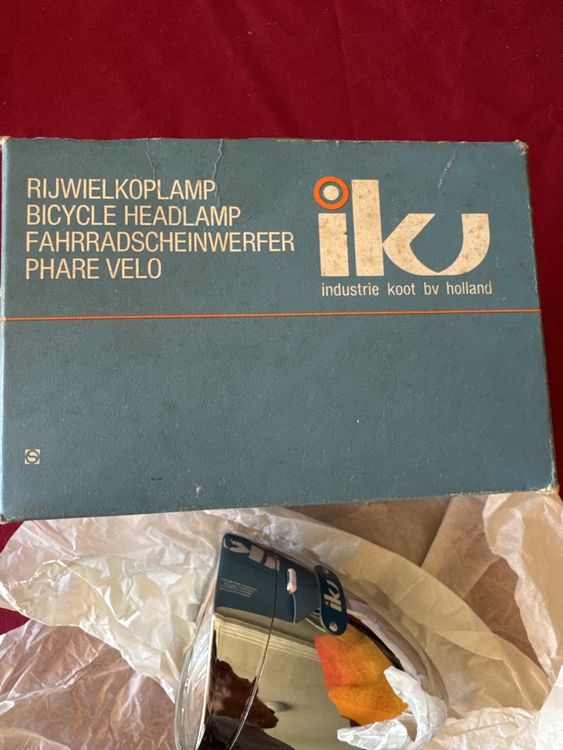 RIJWIELKOPLAMP
BICYCLE HEADLAMP
FAHRRADSCHEINWERFER
PHARE VELO
iku
industrie koot bv holland
S
iku